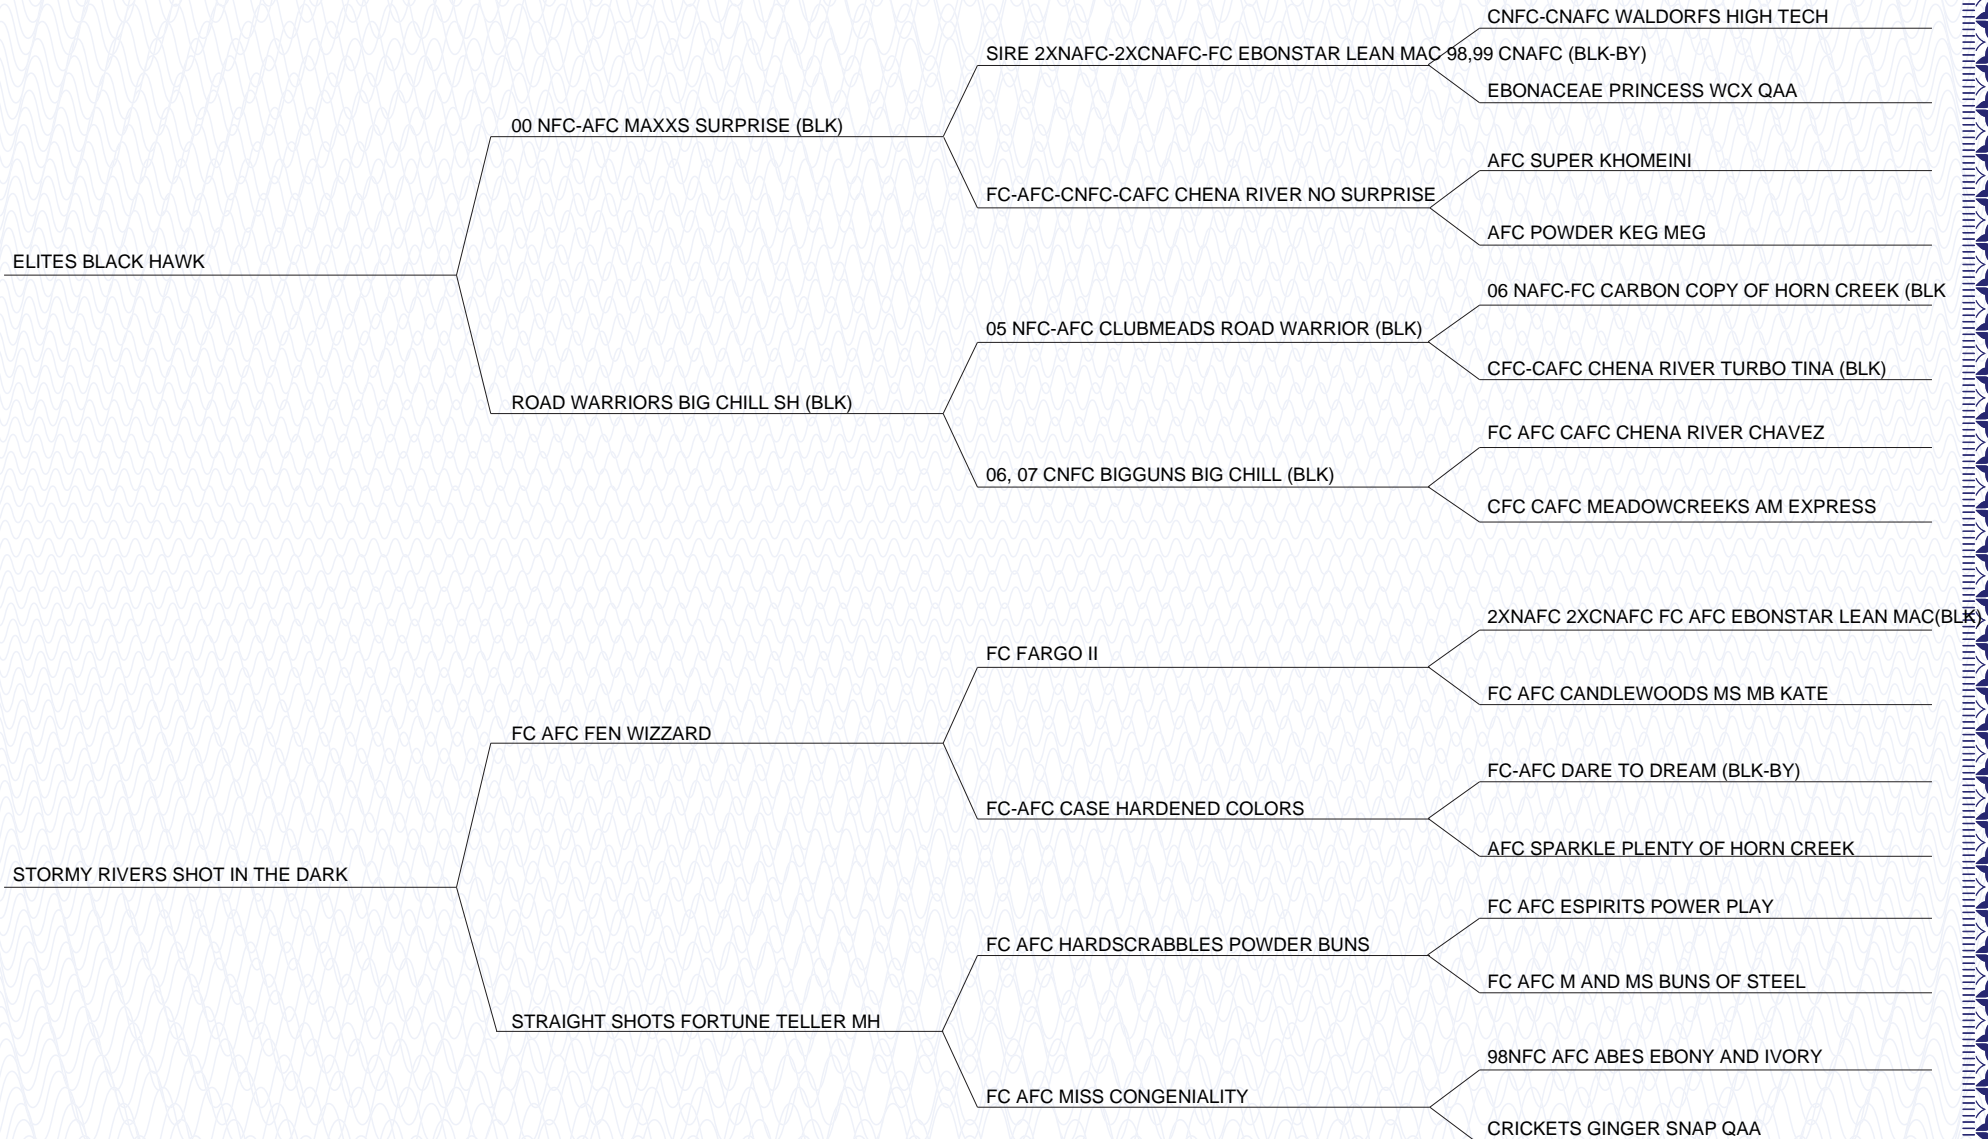 CNFC-CNAFC WALDORFS HIGH TECH
SIRE 2XNAFC-2XCNAFC-FC EBONSTAR LEAN MAC 98,99 CNAFC (BLK-BY)
EBONACEAE PRINCESS WCX QAA
00 NFC-AFC MAXXS SURPRISE (BLK)
AFC SUPER KHOMEINI
FC-AFC-CNFC-CAFC CHENA RIVER NO SURPRISE
AFC POWDER KEG MEG
ELITES BLACK HAWK
06 NAFC-FC CARBON COPY OF HORN CREEK (BLK
05 NFC-AFC CLUBMEADS ROAD WARRIOR (BLK)
CFC-CAFC CHENA RIVER TURBO TINA (BLK)
ROAD WARRIORS BIG CHILL SH (BLK)
FC AFC CAFC CHENA RIVER CHAVEZ
06, 07 CNFC BIGGUNS BIG CHILL (BLK)
CFC CAFC MEADOWCREEKS AM EXPRESS
2XNAFC 2XCNAFC FC AFC EBONSTAR LEAN MAC(BLK)
FC FARGO II
FC AFC CANDLEWOODS MS MB KATE
FC AFC FEN WIZZARD
FC-AFC DARE TO DREAM (BLK-BY)
FC-AFC CASE HARDENED COLORS
AFC SPARKLE PLENTY OF HORN CREEK
STORMY RIVERS SHOT IN THE DARK
FC AFC ESPIRITS POWER PLAY
FC AFC HARDSCRABBLES POWDER BUNS
FC AFC M AND MS BUNS OF STEEL
STRAIGHT SHOTS FORTUNE TELLER MH
98NFC AFC ABES EBONY AND IVORY
FC AFC MISS CONGENIALITY
CRICKETS GINGER SNAP QAA